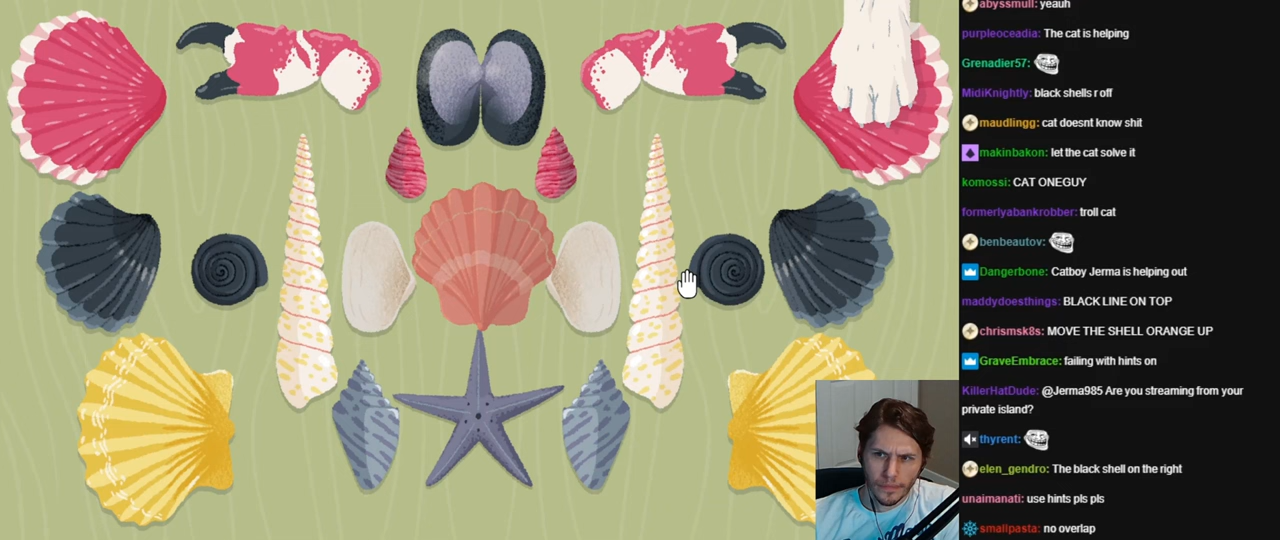 abyssmull: yeauh
purpleoceadia: The cat is helping
Grenadier57:
MidiKnightly: black shells r off
maudlingg: cat doesnt know shit
makinbakon: let the cat solve it
komossi: CAT ONEGUY
formerlyabankrobber: troll cat
benbeautov:
Dangerbone: Catboy Jerma is helping out
maddydoesthings: BLACK LINE ON TOP
chrismsk8s: MOVE THE SHELL ORANGE UP
GraveEmbrace: failing with hints on
KillerHatDude: @Jerma985 Are you streaming from your
private island?
thyrent:
elen_gendro: The black shell on the right
unaimanati: use hints pls pls
smallpasta: no overlap